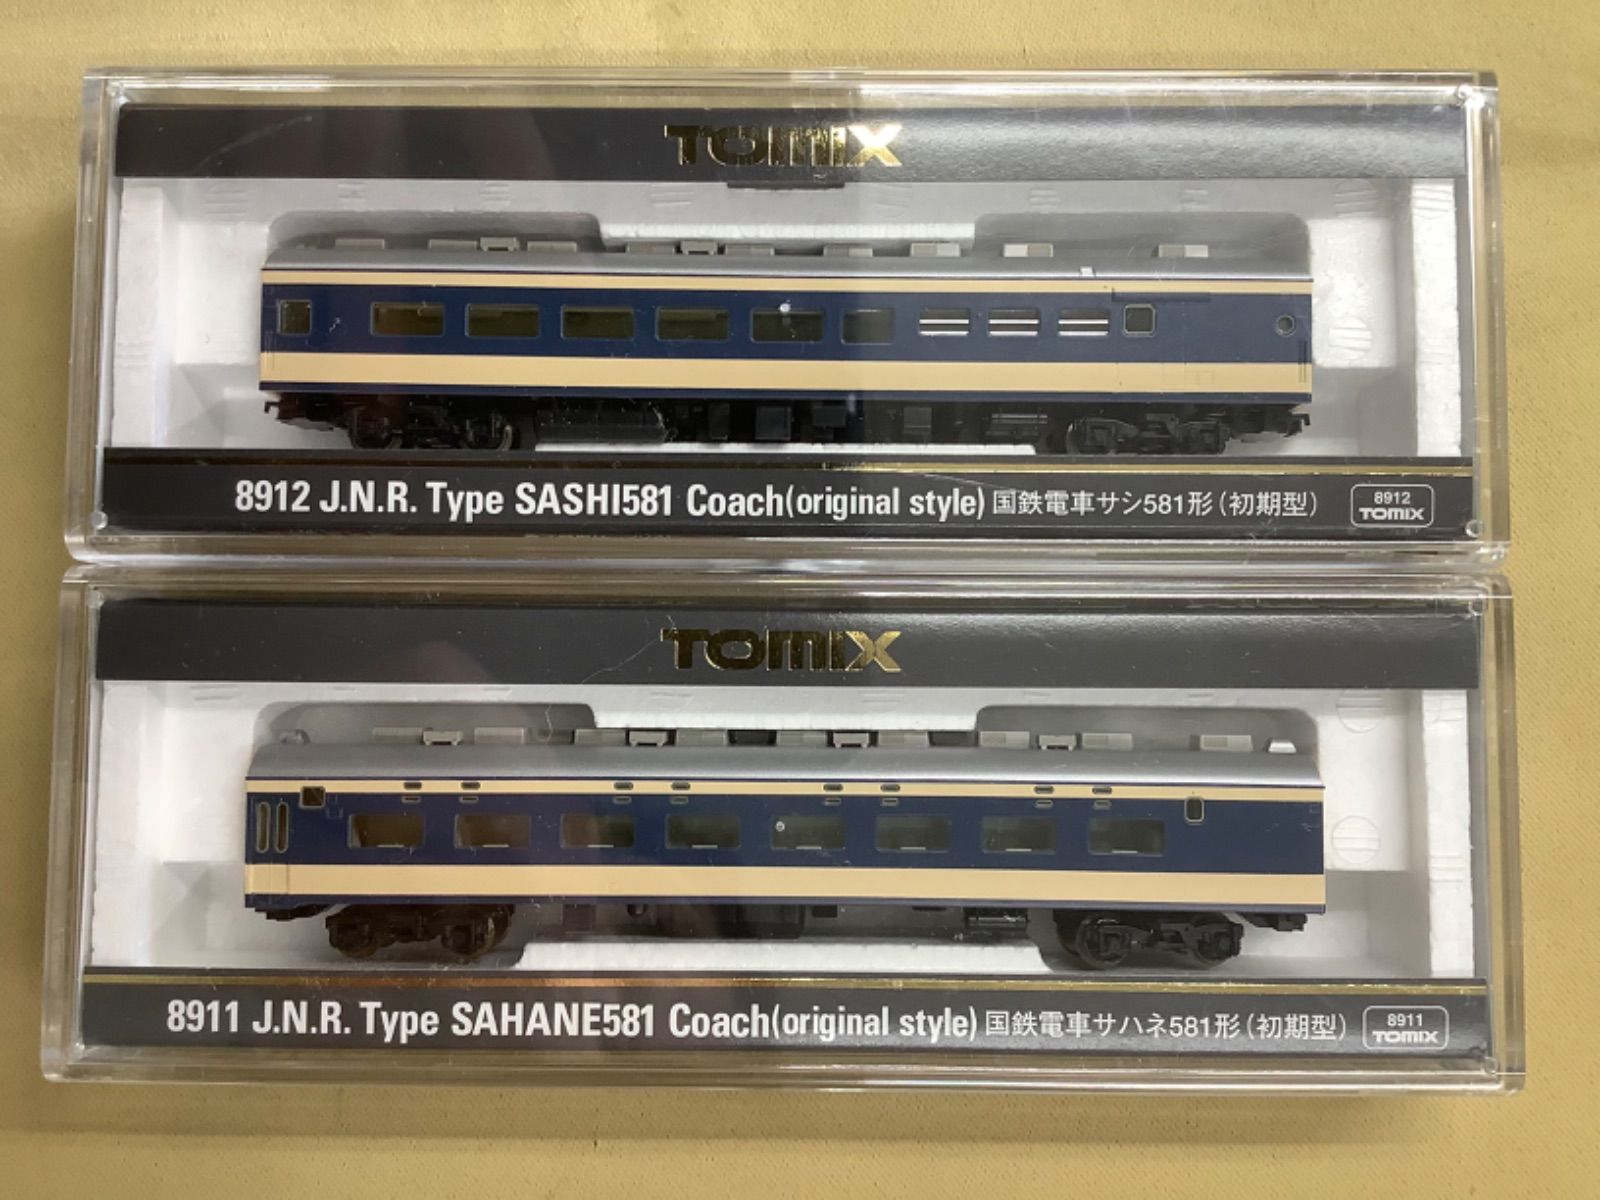 TOMIX
8912 J.N.R. Type SASHI581 Coach(original style) 国鉄電車サシ581形(初期型)
8912
TOMIX
TOMIX
8911 J.N.R. Type SAHANE581 Coach(original style) 国鉄電車サハネ581形(初期型)
8911
TOMIX